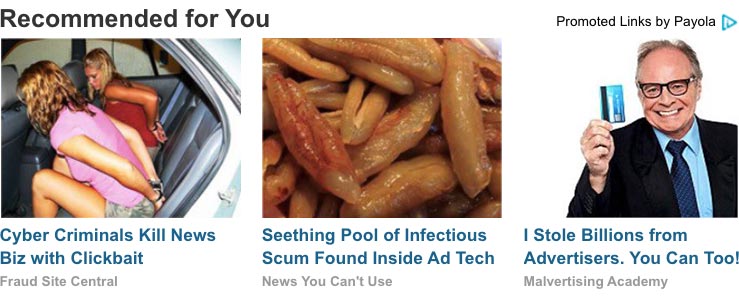 Recommended for You
Promoted Links by Payola
Cyber Criminals Kill News
Biz with Clickbait
Fraud Site Central
Seething Pool of Infectious
Scum Found Inside Ad Tech
News You Can't Use
I Stole Billions from
Advertisers. You Can Too!
Malvertising Academy